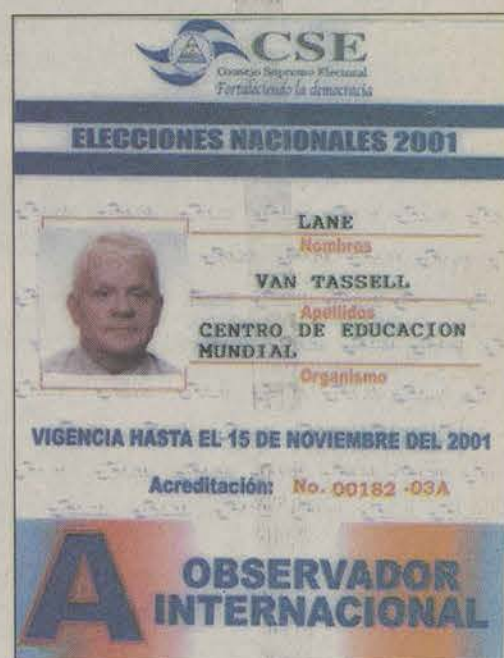 CSE
Consejo Supremo Electoral
Fortaleciendo la democracia
ELECCIONES NACIONALES 2001
LANE
Nombres
VAN TASSELL
Apellidos
CENTRO DE EDUCACION
MUNDIAL
Organismo
VIGENCIA HASTA EL 15 DE NOVIEMBRE DEL 2001
Acreditación: No. 00182 -03A
A
OBSERVADOR
INTERNACIONAL